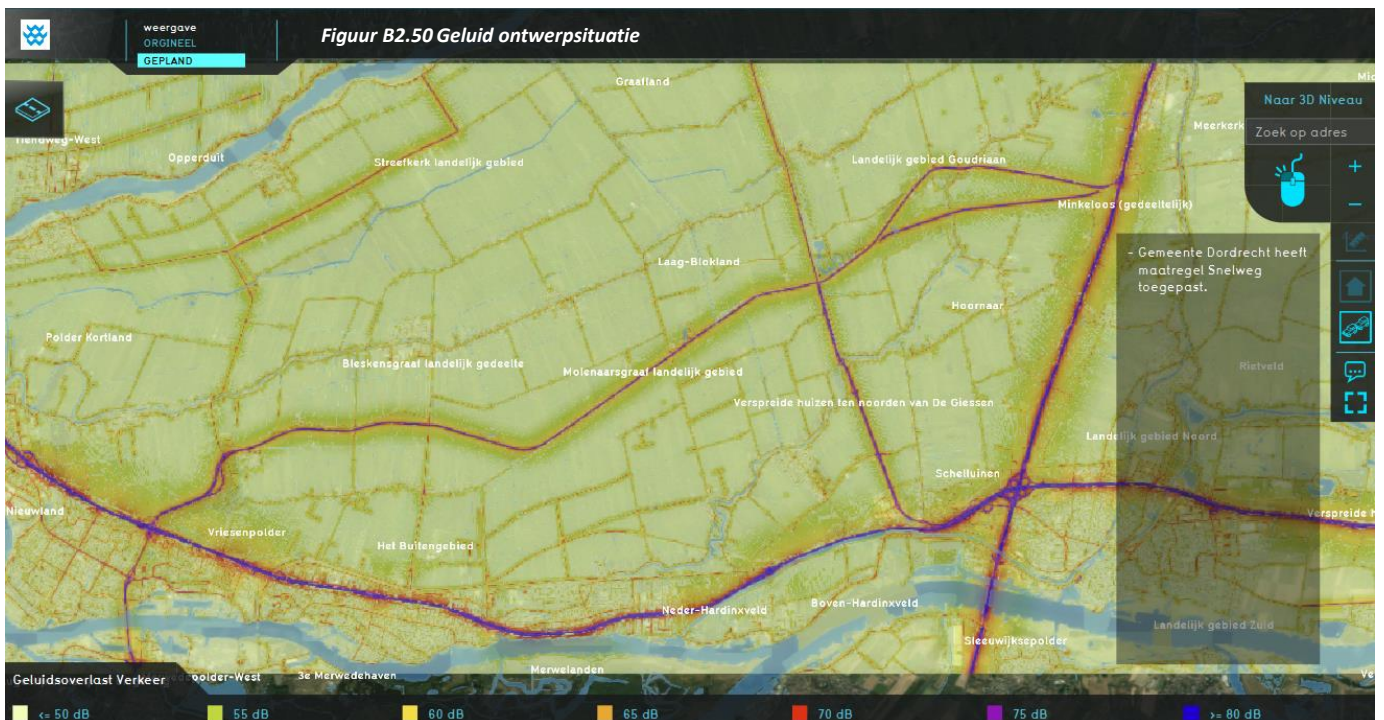 weergave
ORGINEEL
GEPLAND
Figuur B2.50 Geluid ontwerpsituatie
Graafland
Naar 3D Niveau
Zoek op adres
Meerkerk
Opperduit
Streefkerk landelijk gebied
Landelijk gebied Goudriaan
Minkeloos (gedeeltelijk)
Laag-Blokland
- Gemeente Dordrecht heeft
maatregel Snelweg
toegepast.
Hoornaar
Polder Kortland
Bleskensgraaf landelijk gedeelte
Molenaarsgraaf landelijk gebied
Rietveld
Verspreide huizen ten noorden van De Giessen
Landelijk gebied Noord
Schelluinen
Nieuwland
Verspreide
Vriesenpolder
Het Buitengebied
Neder-Hardinxveld
Boven-Hardinxveld
Landelijk gebied Zuid
Sleeuwijksepolder
Merwelanden
Geluidsoverlast Verkeer
polder-West
3e Merwedehaven
<= 50 dB
55 dB
60 dB
65 dB
70 dB
75 dB
>= 80 dB